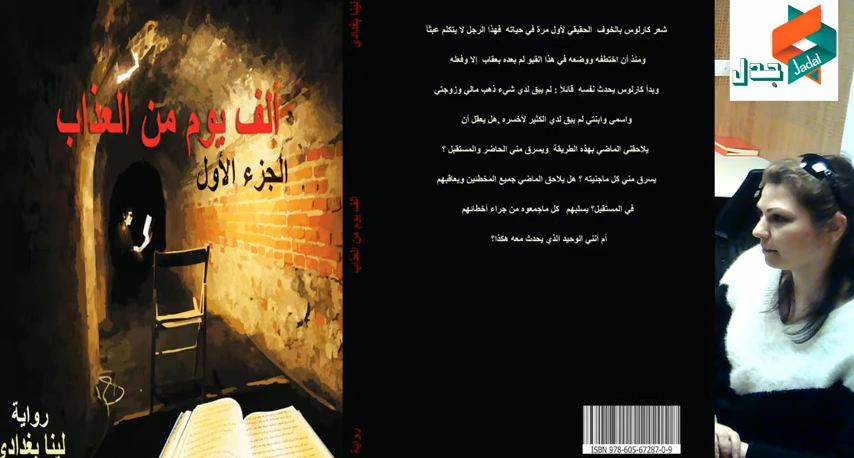 ألف يوم من العذاب
الجزء الأول
رواية
لينا بغدادي
لينا بغدادي
ألف يوم من العذاب
رواية
شعر كارلوس بالخوف الحقيقي لأول مرة في حياته فهذا الرجل لا يتكلم عبثاً
ومنذ أن اختطفه ووضعه في هذا القبو لم يعده بعقاب إلا وفعله
وبدأ كارلوس يحدث نفسه قائلاً : لم يبق لدي شيء ذهب مالي وزوجتي
واسمي وابنتي لم يبق لدي الكثير لأخسره ,هل يعقل أن
يلاحقني الماضي بهذه الطريقة ويسرق مني الحاضر والمستقبل ؟
يسرق مني كل ماجنيته ؟ هل يلاحق الماضي جميع المخطئين ويعاقبهم
في المستقبل؟ يسلبهم كل ماجمعوه من جراء أخطائهم
أم أنني الوحيد الذي يحدث معه هكذا؟
ISBN 978-605-67287-0-9
جدل
Jadal